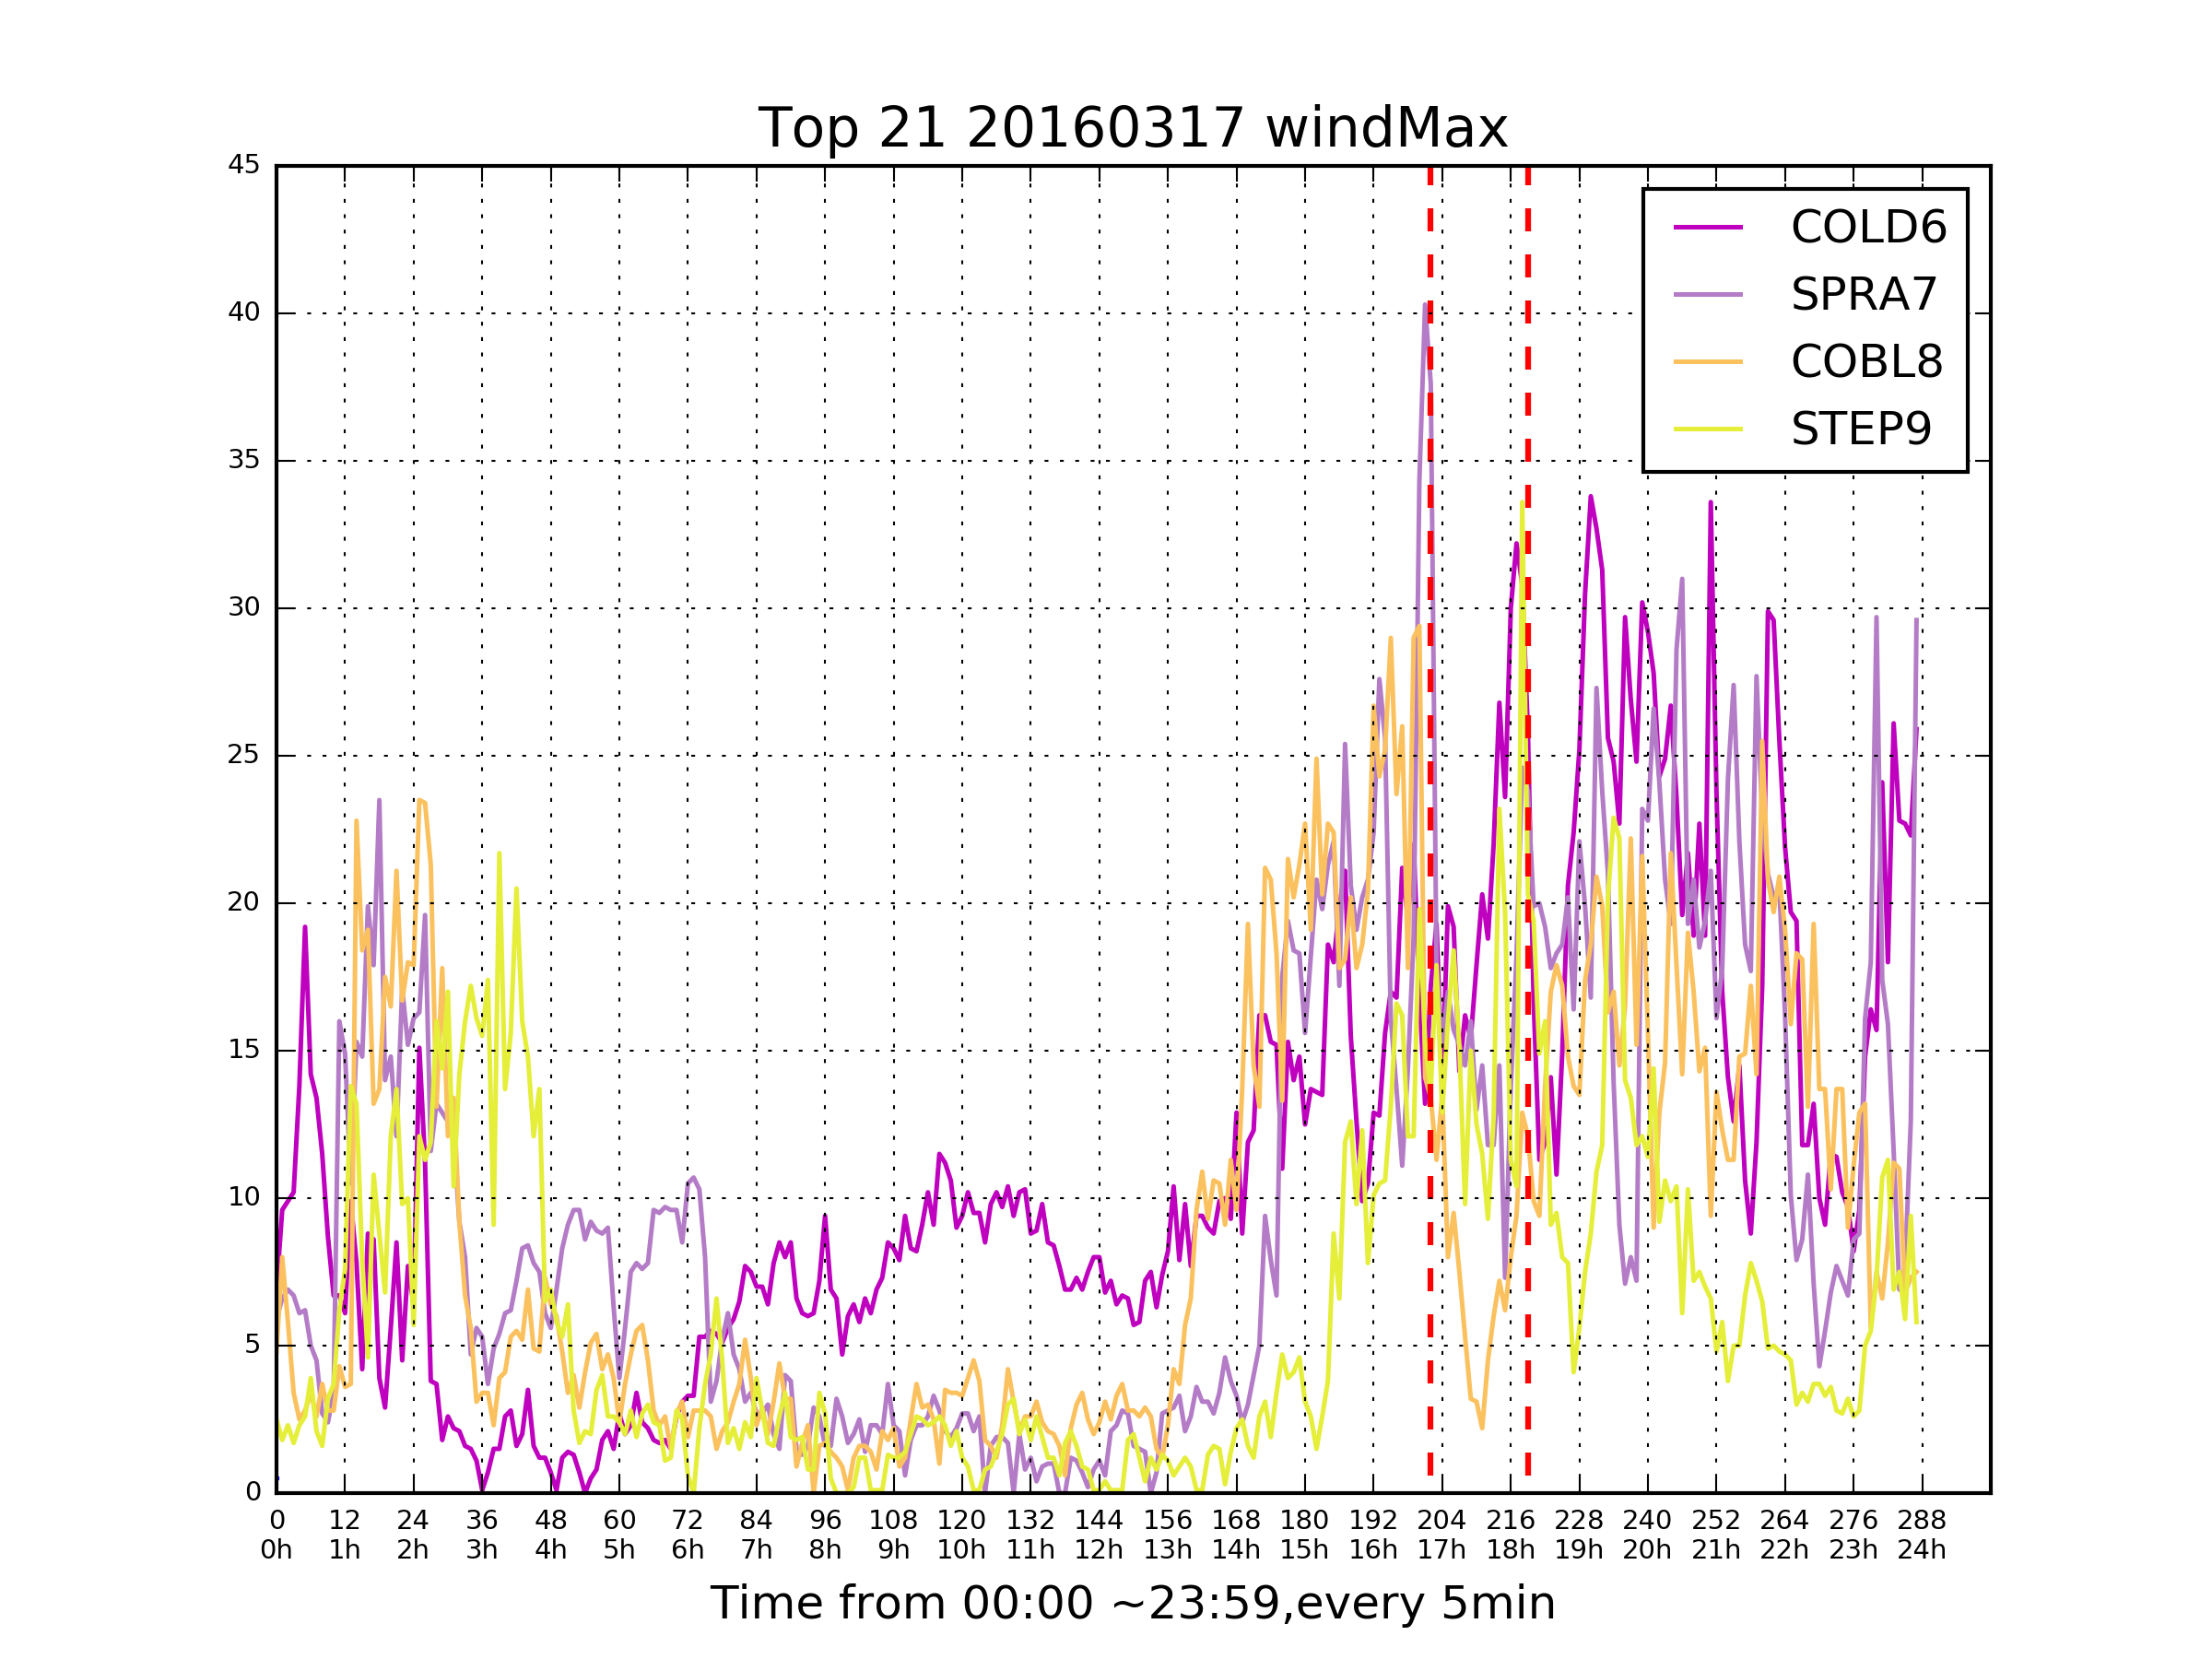 Top 21 20160317 windMax
45
40
35
30
25
20
15
10
5
0
COLD6
SPRA7
COBL8
STEP9
0 12 24 36 48 60 72 84 96 108 120 132 144 156 168 180 192 204 216 228 240 252 264 276 288
0h 1h 2h 3h 4h 5h 6h 7h 8h 9h 10h 11h 12h 13h 14h 15h 16h 17h 18h 19h 20h 21h 22h 23h 24h
Time from 00:00 ~23:59,every 5min